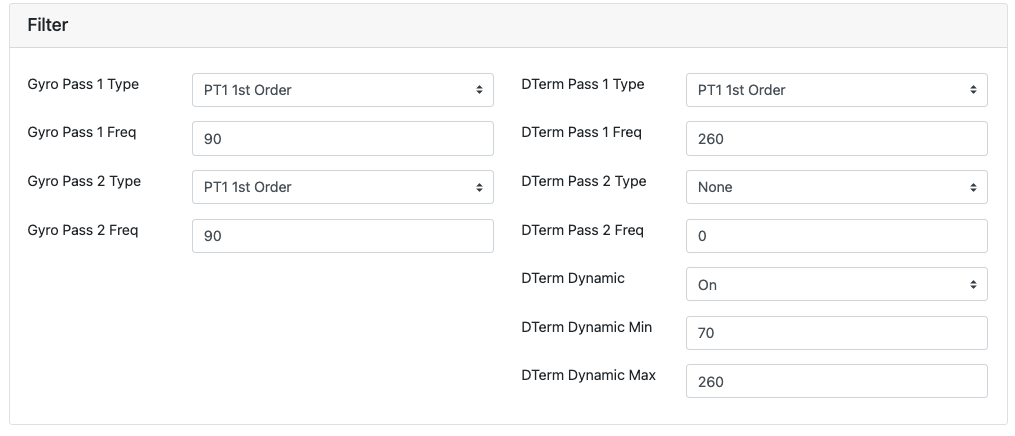 Filter
Gyro Pass 1 Type
PT1 1st Order
Gyro Pass 1 Freq
90
Gyro Pass 2 Type
PT1 1st Order
Gyro Pass 2 Freq
90
DTerm Pass 1 Type
PT1 1st Order
DTerm Pass 1 Freq
260
DTerm Pass 2 Type
None
DTerm Pass 2 Freq
0
DTerm Dynamic
On
DTerm Dynamic Min
70
DTerm Dynamic Max
260